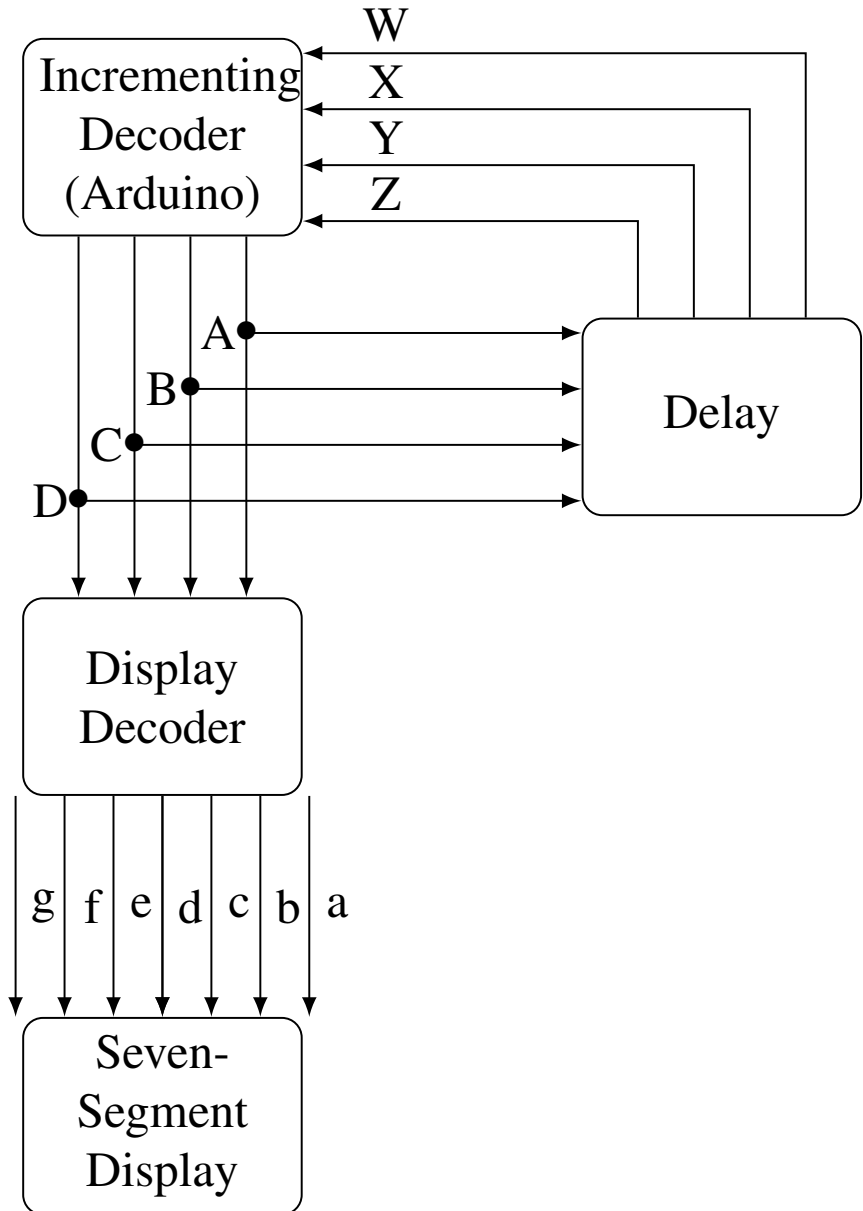 W
Incrementing
X
Decoder
Y
(Arduino)
Z
A
B
Delay
C
D
Display
Decoder
g f e d c b a
Seven-
Segment
Display